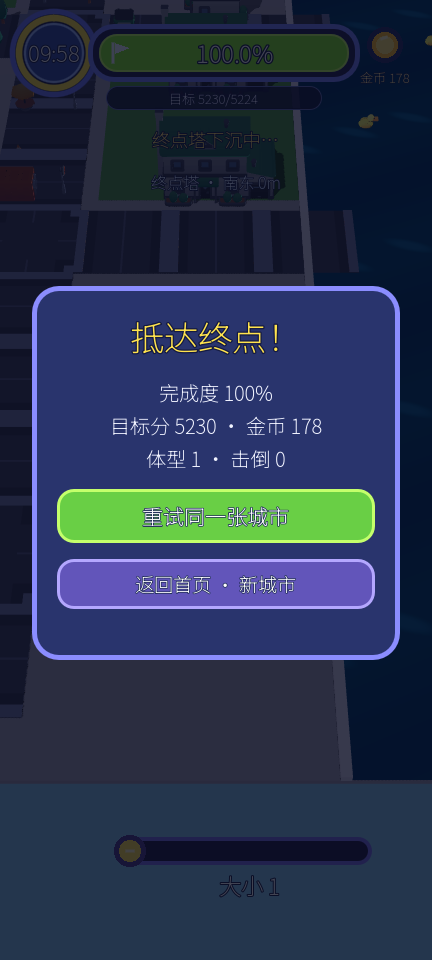 09:58
100.0%
金币 178
目标 5230/5224
终点塔下沉中…
终点塔 · 南东 0m
抵达终点！
完成度 100%
目标分 5230 · 金币 178
体型 1 · 击倒 0
重试同一张城市
返回首页 · 新城市
大小 1